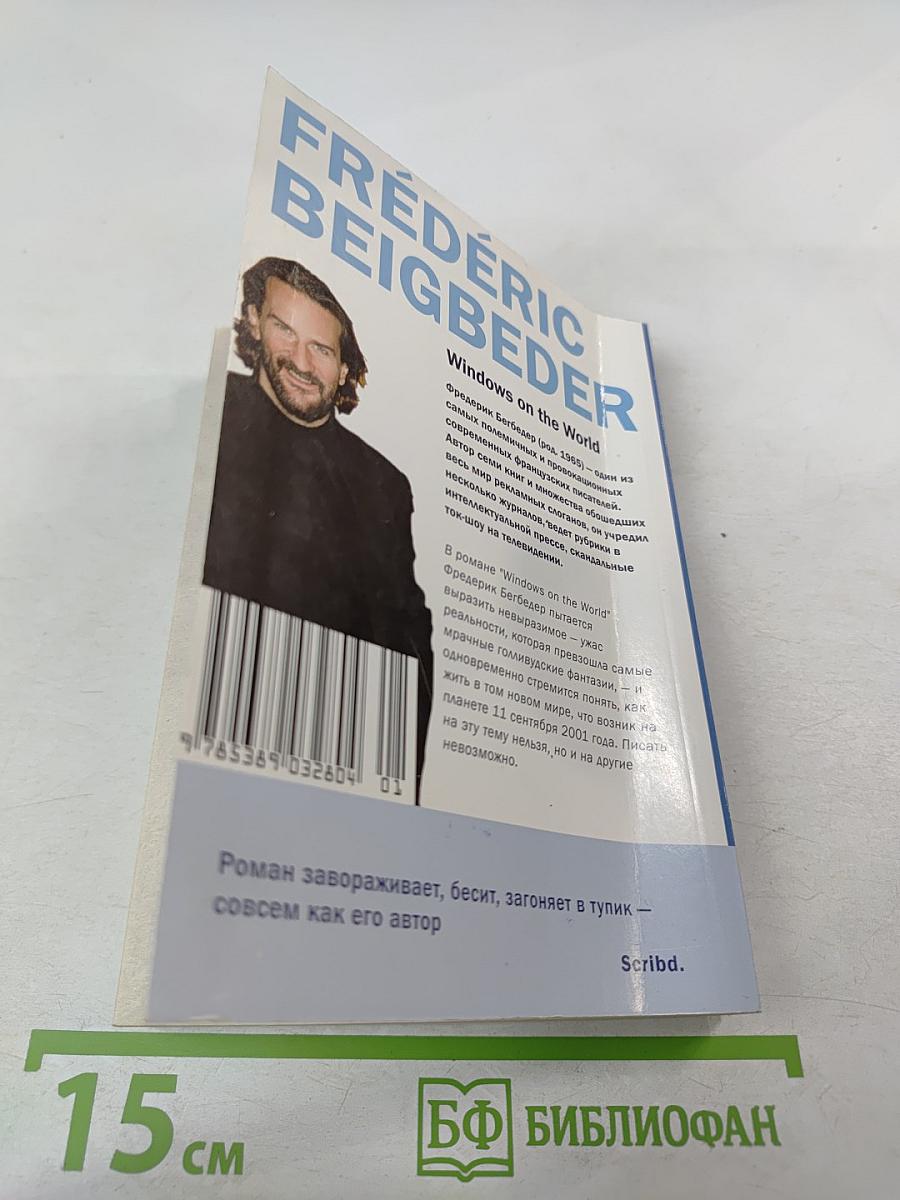 FRÉDÉRIC
BEIGBEDER
Windows on the World
Фредерик Бегбедер (род. 1965) – один из
самых полемичных и провокационных
современных французских писателей.
Автор семи книг и множества обошедших
весь мир рекламных слоганов, он учредил
несколько журналов, ведет рубрики в
интеллектуальной прессе, скандальные
ток-шоу на телевидении.
В романе "Windows on the World"
Фредерик Бегбедер пытается
выразить невыразимое – ужас
реальности, которая превзошла самые
мрачные голливудские фантазии, – и
одновременно стремится понять, как
жить в том новом мире, что возник на
планете 11 сентября 2001 года. Писать
на эту тему нельзя, но и на другие
невозможно.
9 785389 032804 01
Роман завораживает, бесит, загоняет в тупик –
совсем как его автор
Scribd.
15 см
БФ БИБЛИОФАН